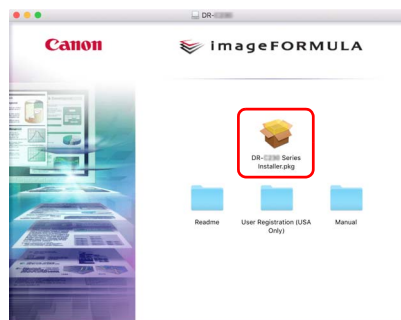 DR-
Canon
imageFORMULA
DR- Series
Installer.pkg
Readme
User Registration (USA
Only)
Manual